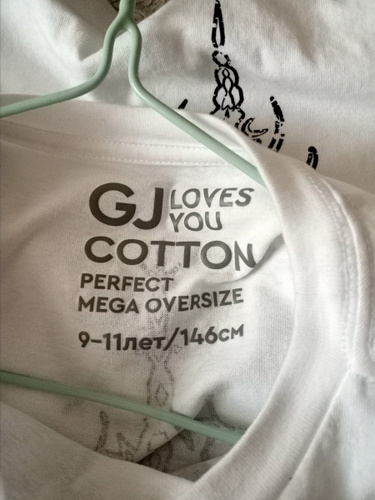 GJ LOVES
YOU
COTTON
PERFECT
MEGA OVERSIZE
9-11лет/146см